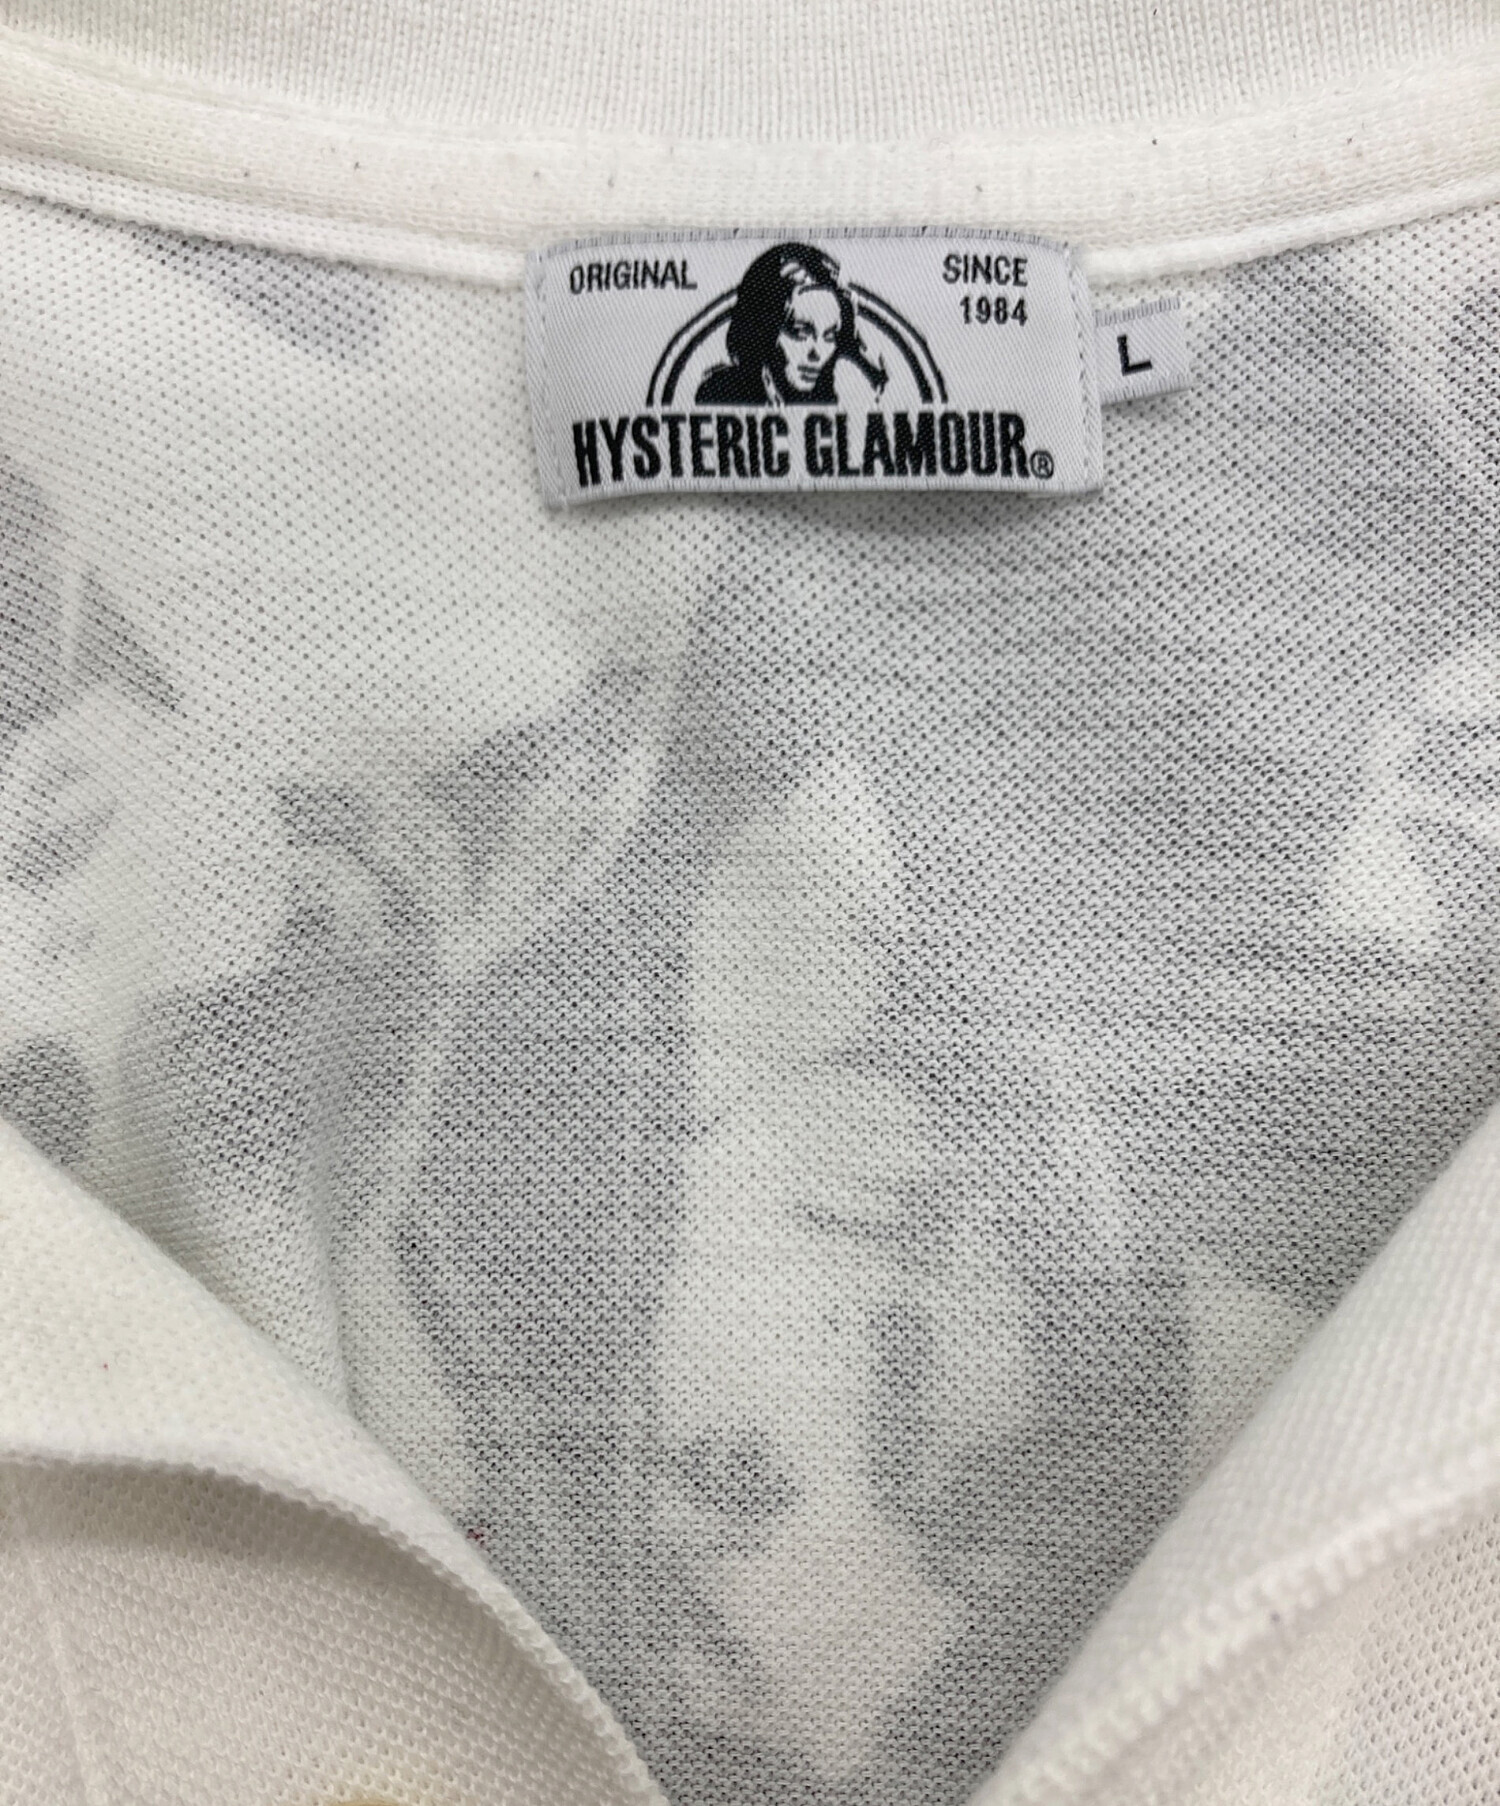 ORIGINAL
SINCE
1984
HYSTERIC GLAMOUR®
L